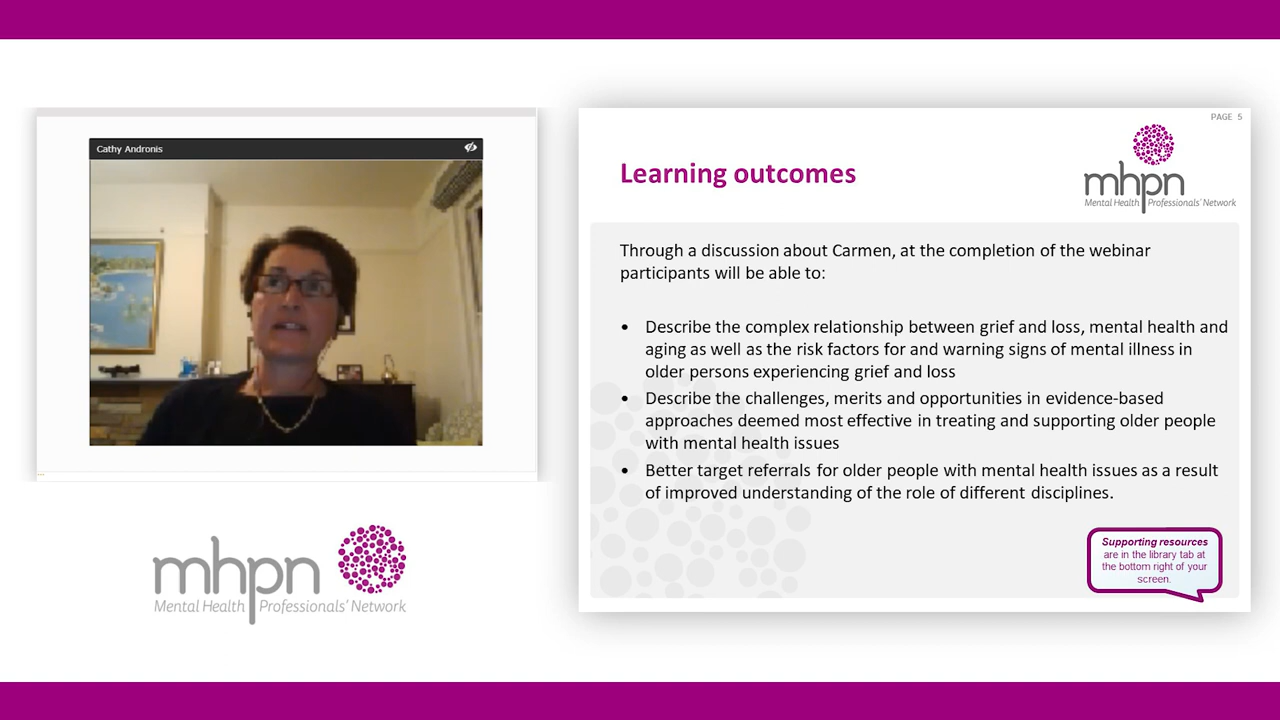 Cathy Andronis
mhpn
Mental Health Professionals' Network
PAGE 5
mhpn
Mental Health Professionals' Network
Learning outcomes
Through a discussion about Carmen, at the completion of the webinar
participants will be able to:
• Describe the complex relationship between grief and loss, mental health and
aging as well as the risk factors for and warning signs of mental illness in
older persons experiencing grief and loss
• Describe the challenges, merits and opportunities in evidence-based
approaches deemed most effective in treating and supporting older people
with mental health issues
• Better target referrals for older people with mental health issues as a result
of improved understanding of the role of different disciplines.
Supporting resources
are in the library tab at
the bottom right of your
screen.